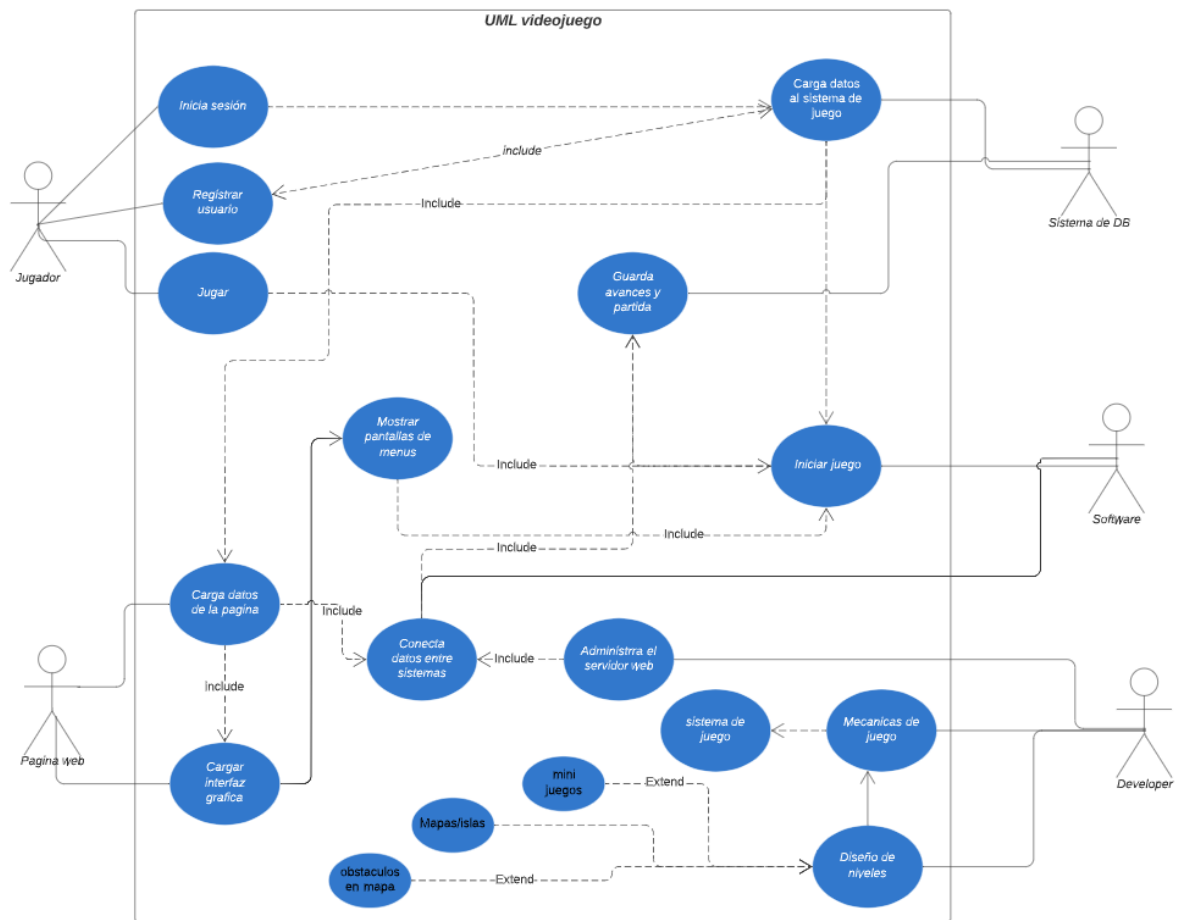 UML videojuego
Inicia sesión
Carga datos
al sistema de
juego
include
Registrar
usuario
Include
Jugador
Sistema de DB
Jugar
Guarda
avances y
partida
Mostrar
pantallas de
menus
Include
Iniciar juego
Software
Include
Include
Carga datos
de la pagina
Include
Conecta
datos entre
sistemas
Include
Administrra el
servidor web
include
sistema de
juego
Mecanicas de
juego
Pagina web
Cargar
interfaz
grafica
mini
juegos
Extend
Developer
Mapas/islas
obstaculos
en mapa
Extend
Diseño de
niveles